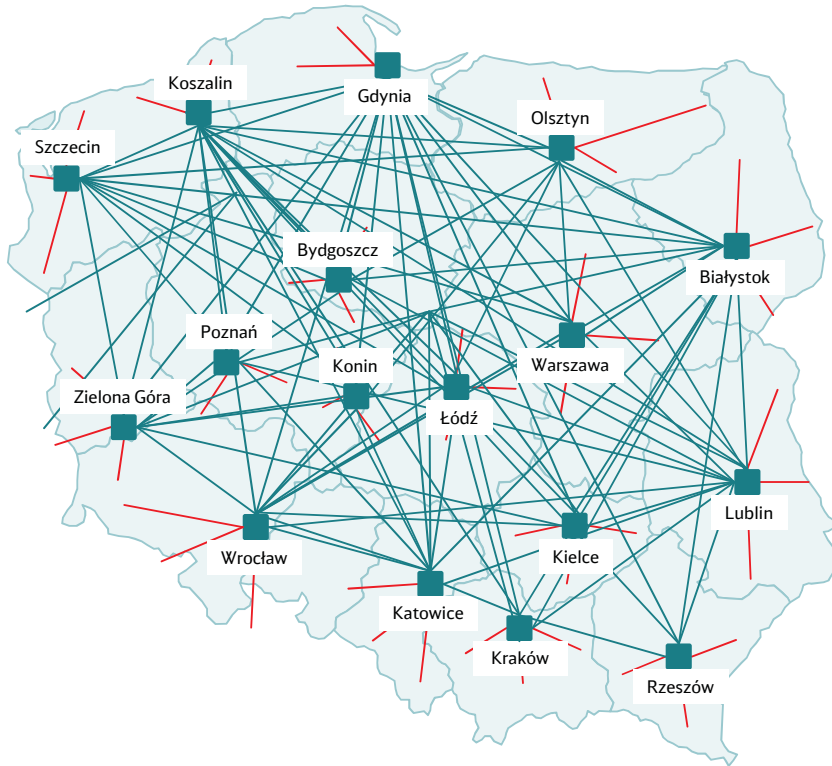 Koszalin
Gdynia
Olsztyn
Szczecin
Bydgoszcz
Białystok
Poznań
Konin
Warszawa
Zielona Góra
Łódź
Lublin
Wrocław
Kielce
Katowice
Kraków
Rzeszów